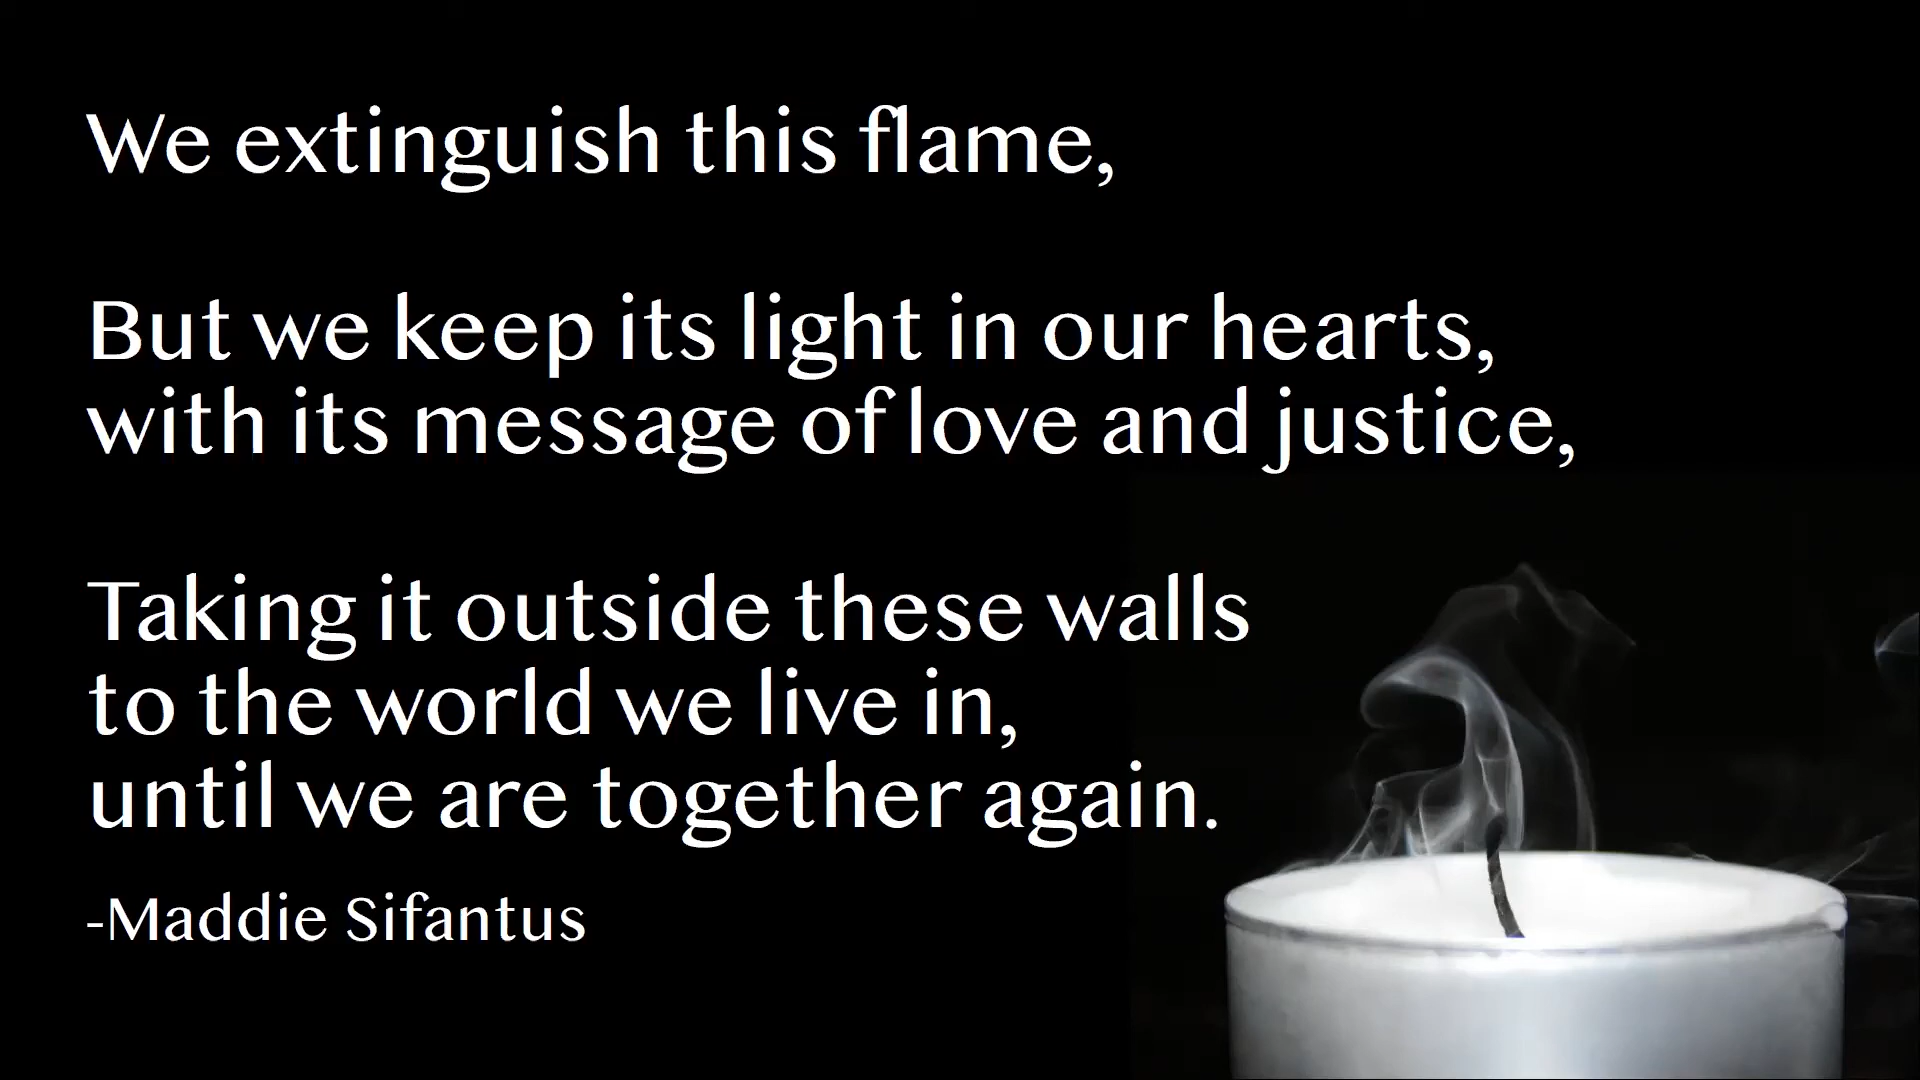 We extinguish this flame,
But we keep its light in our hearts,
with its message of love and justice,
Taking it outside these walls
to the world we live in,
until we are together again.
-Maddie Sifantus